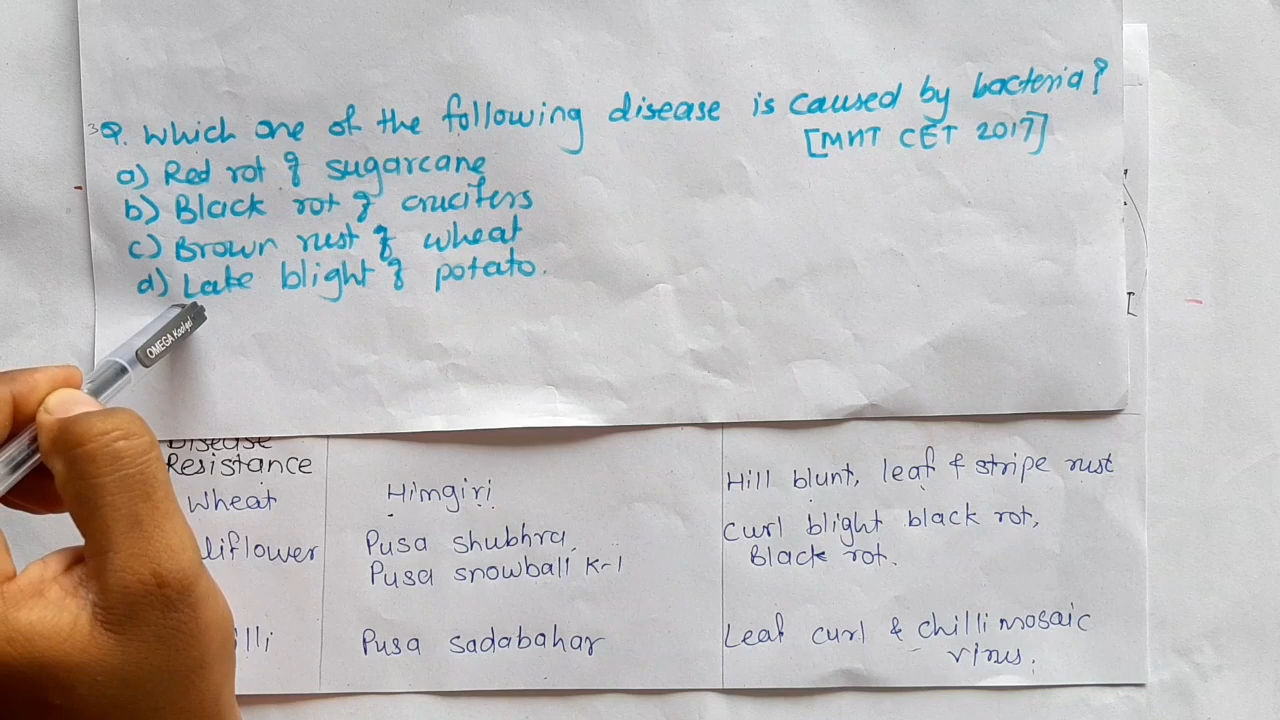 3Q. Which one of the following disease is caused by bacteria?
[MHT CET 2017]
a) Red rot of sugarcane
b) Black rot of crucifers
c) Brown rust of wheat
d) Late blight of potato.
OMEGA Koolgel
Disease
Resistance
Wheat Himgiri Hill blunt, leaf & stripe rust
liflower Pusa shubhra, Curl blight black rot,
Pusa snowball K-1 Black rot.
illi Pusa sadabahar Leaf curl & chilli mosaic
virus.